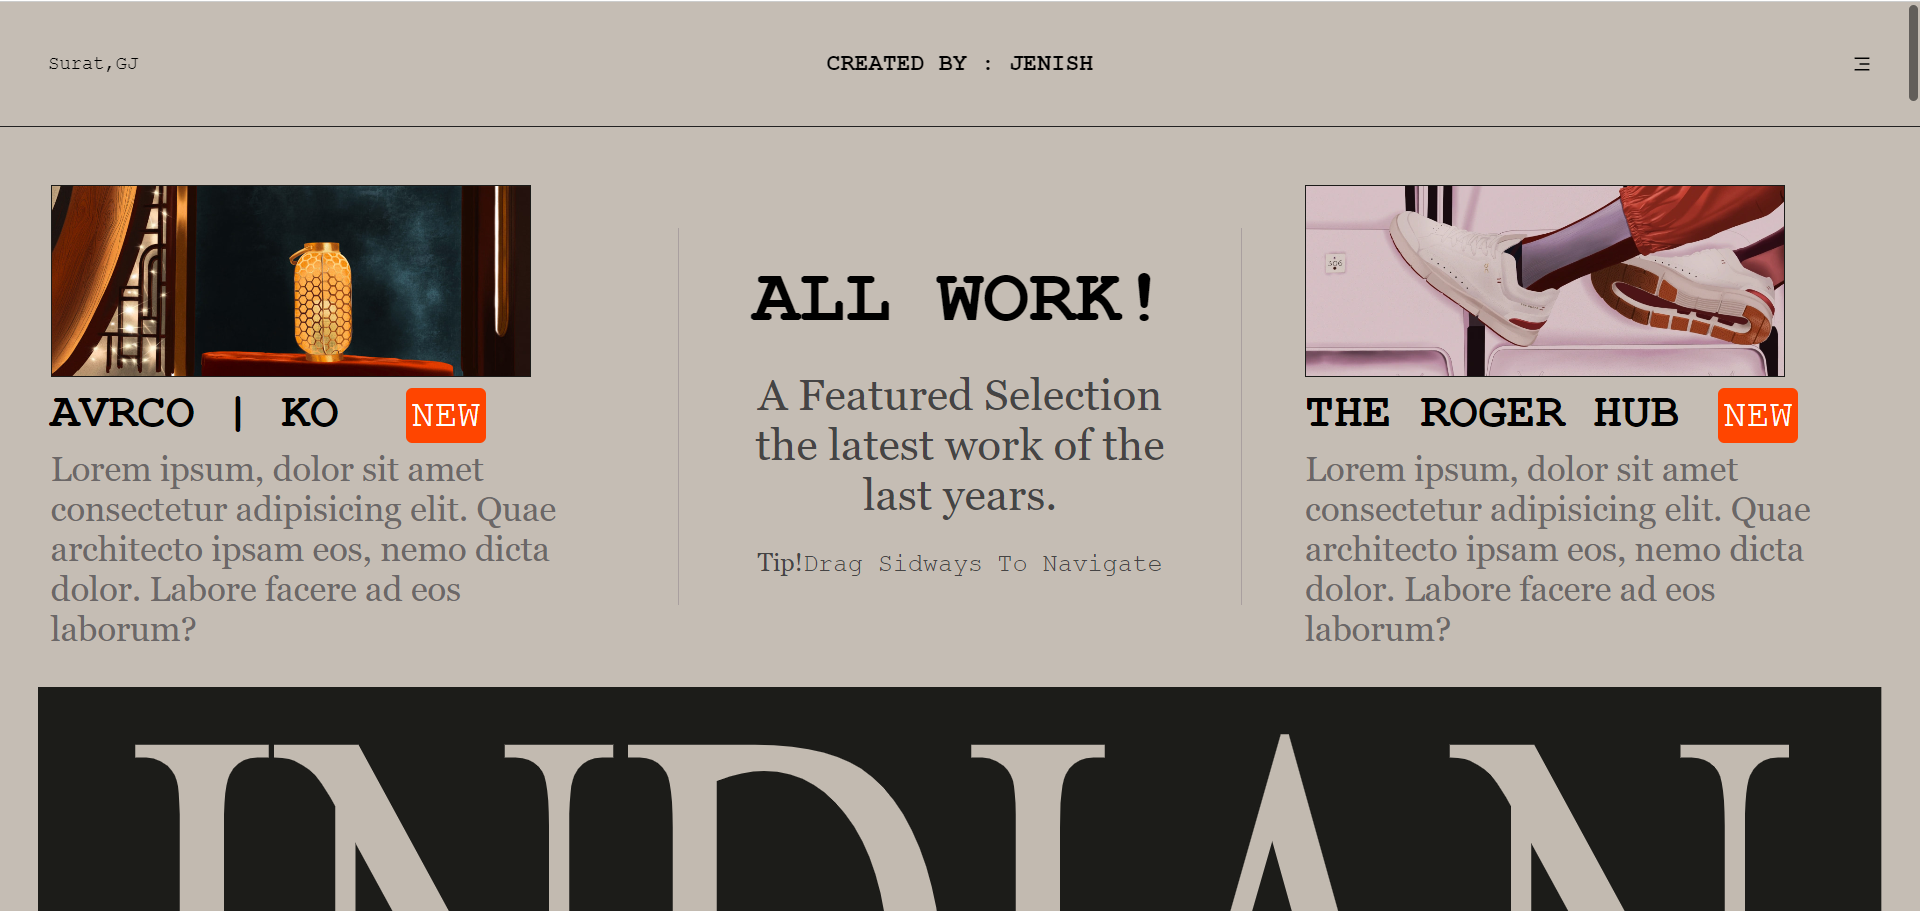 Surat,GJ
CREATED BY : JENISH
AVRCO | KO
NEW
Lorem ipsum, dolor sit amet
consectetur adipisicing elit. Quae
architecto ipsam eos, nemo dicta
dolor. Labore facere ad eos
laborum?
ALL WORK!
A Featured Selection
the latest work of the
last years.
Tip!Drag Sidways To Navigate
THE ROGER HUB
NEW
Lorem ipsum, dolor sit amet
consectetur adipisicing elit. Quae
architecto ipsam eos, nemo dicta
dolor. Labore facere ad eos
laborum?
INDIAN